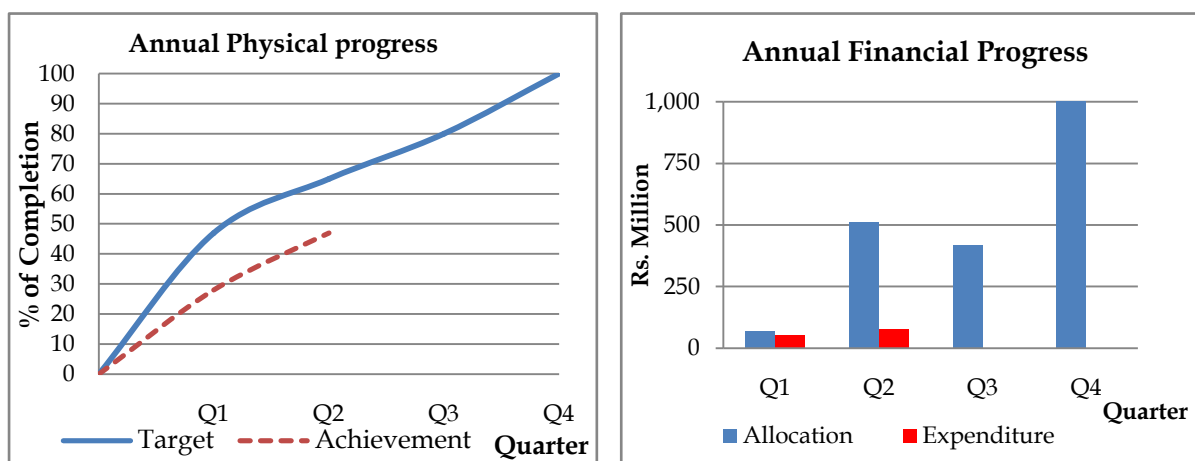 Annual Physical progress
% of Completion
100
90
80
70
60
50
40
30
20
10
0
Q1 Q2 Q3 Q4
Target Achievement Quarter
Annual Financial Progress
Rs. Million
1,000
750
500
250
0
Q1 Q2 Q3 Q4
Quarter
Allocation Expenditure